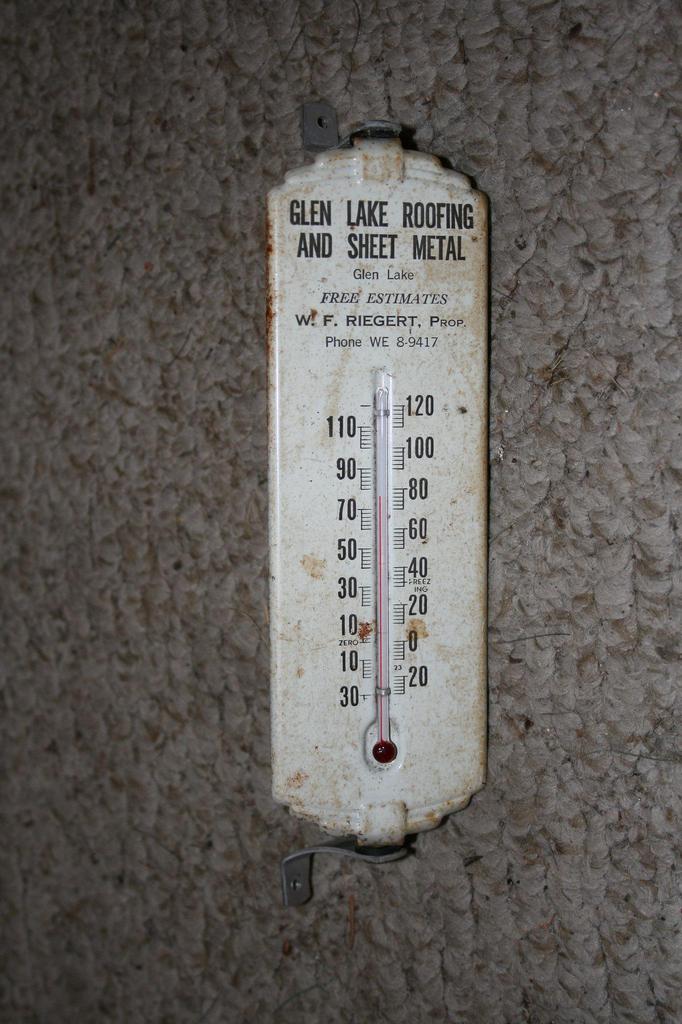 GLEN LAKE ROOFING
AND SHEET METAL
Glen Lake
FREE ESTIMATES
W. F. RIEGERT, PROP.
Phone WE 8-9417
120
110
100
90
80
70
60
50
40
FREEZ
ING
30
20
10
ZERO
0
10
23
20
30